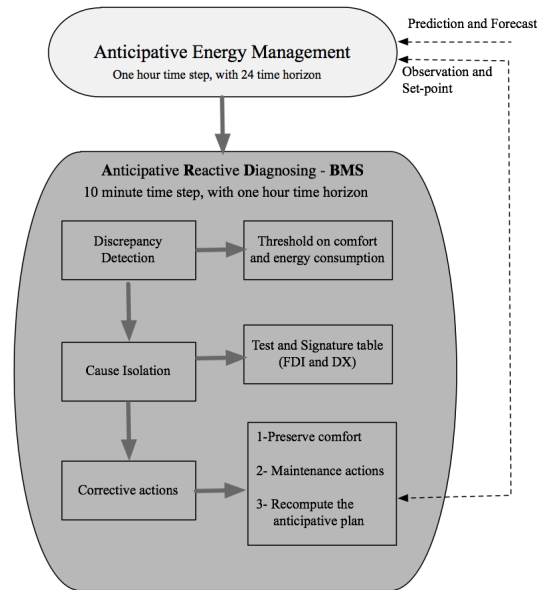 Prediction and Forecast
Anticipative Energy Management
One hour time step, with 24 time horizon
Observation and
Set-point
Anticipative Reactive Diagnosing - BMS
10 minute time step, with one hour time horizon
Discrepancy
Detection
Threshold on comfort
and energy consumption
Cause Isolation
Test and Signature table
(FDI and DX)
Corrective actions
1-Preserve comfort
2- Maintenance actions
3- Recompute the
anticipative plan